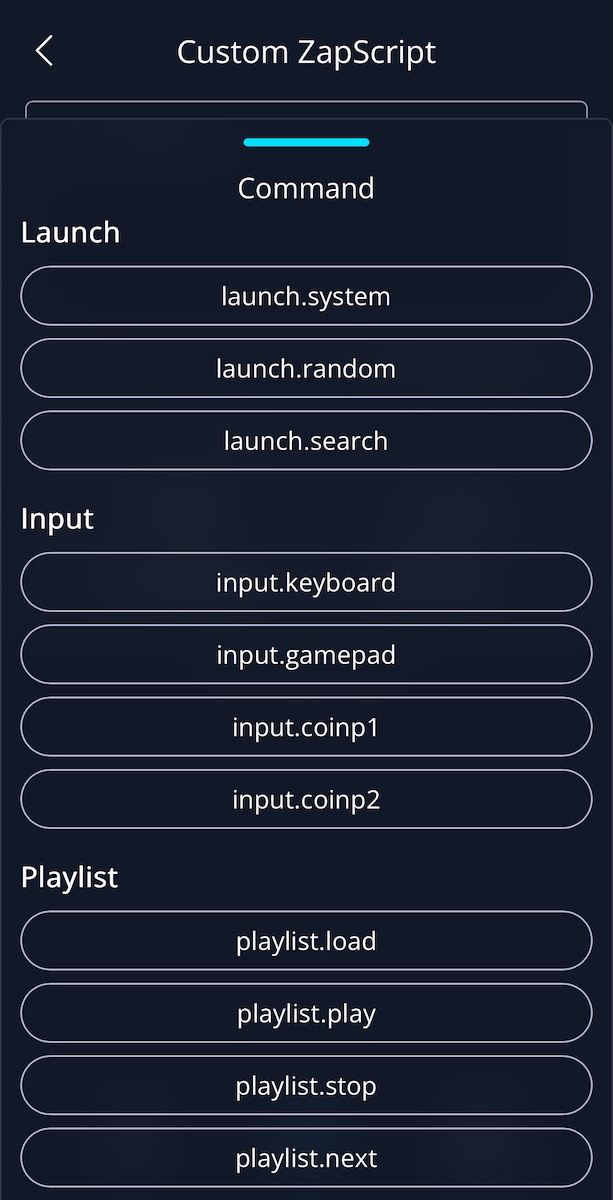 Custom ZapScript
Command
Launch
launch.system
launch.random
launch.search
Input
input.keyboard
input.gamepad
input.coinp1
input.coinp2
Playlist
playlist.load
playlist.play
playlist.stop
playlist.next